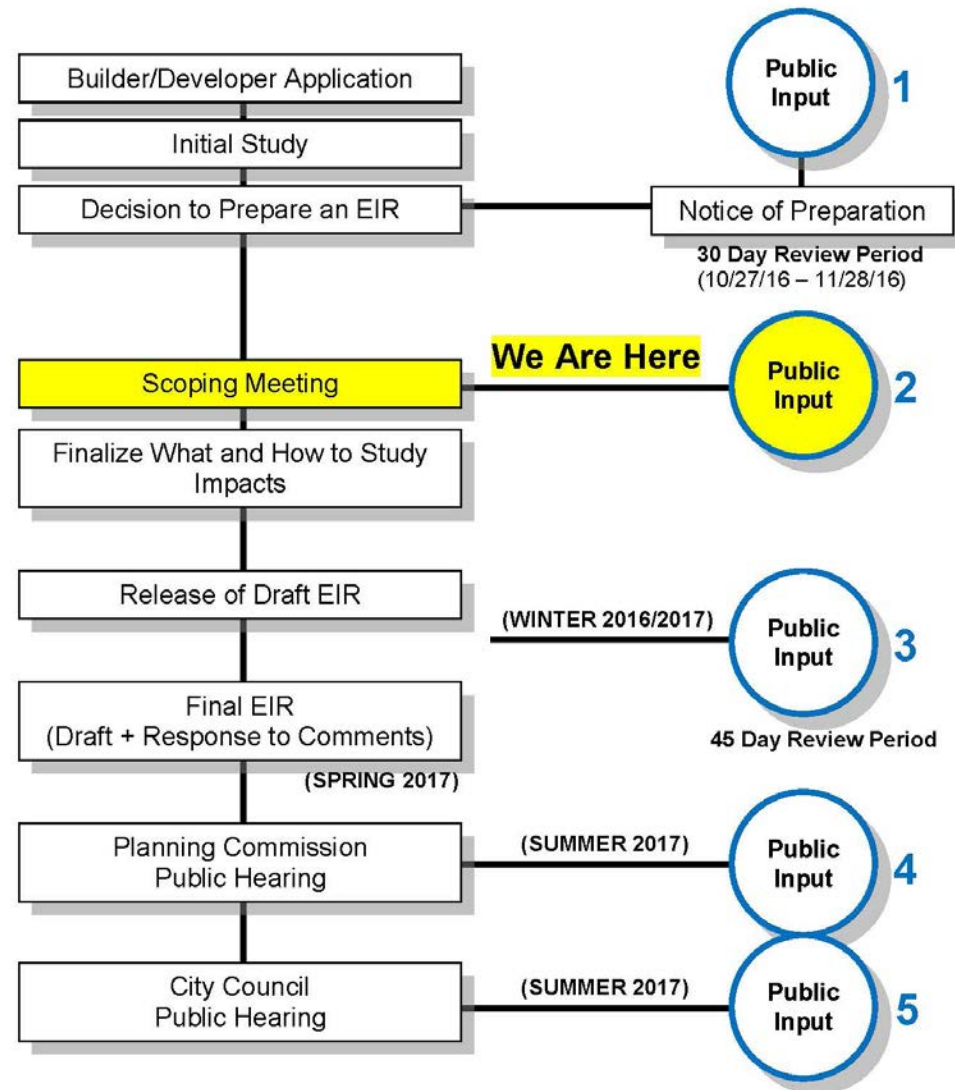 Builder/Developer Application
Public
Input
1
Initial Study
Decision to Prepare an EIR
Notice of Preparation
30 Day Review Period
(10/27/16 – 11/28/16)
Scoping Meeting
We Are Here
Public
Input
2
Finalize What and How to Study
Impacts
Release of Draft EIR
(WINTER 2016/2017)
Public
Input
3
45 Day Review Period
Final EIR
(Draft + Response to Comments)
(SPRING 2017)
Planning Commission
Public Hearing
(SUMMER 2017)
Public
Input
4
City Council
Public Hearing
(SUMMER 2017)
Public
Input
5